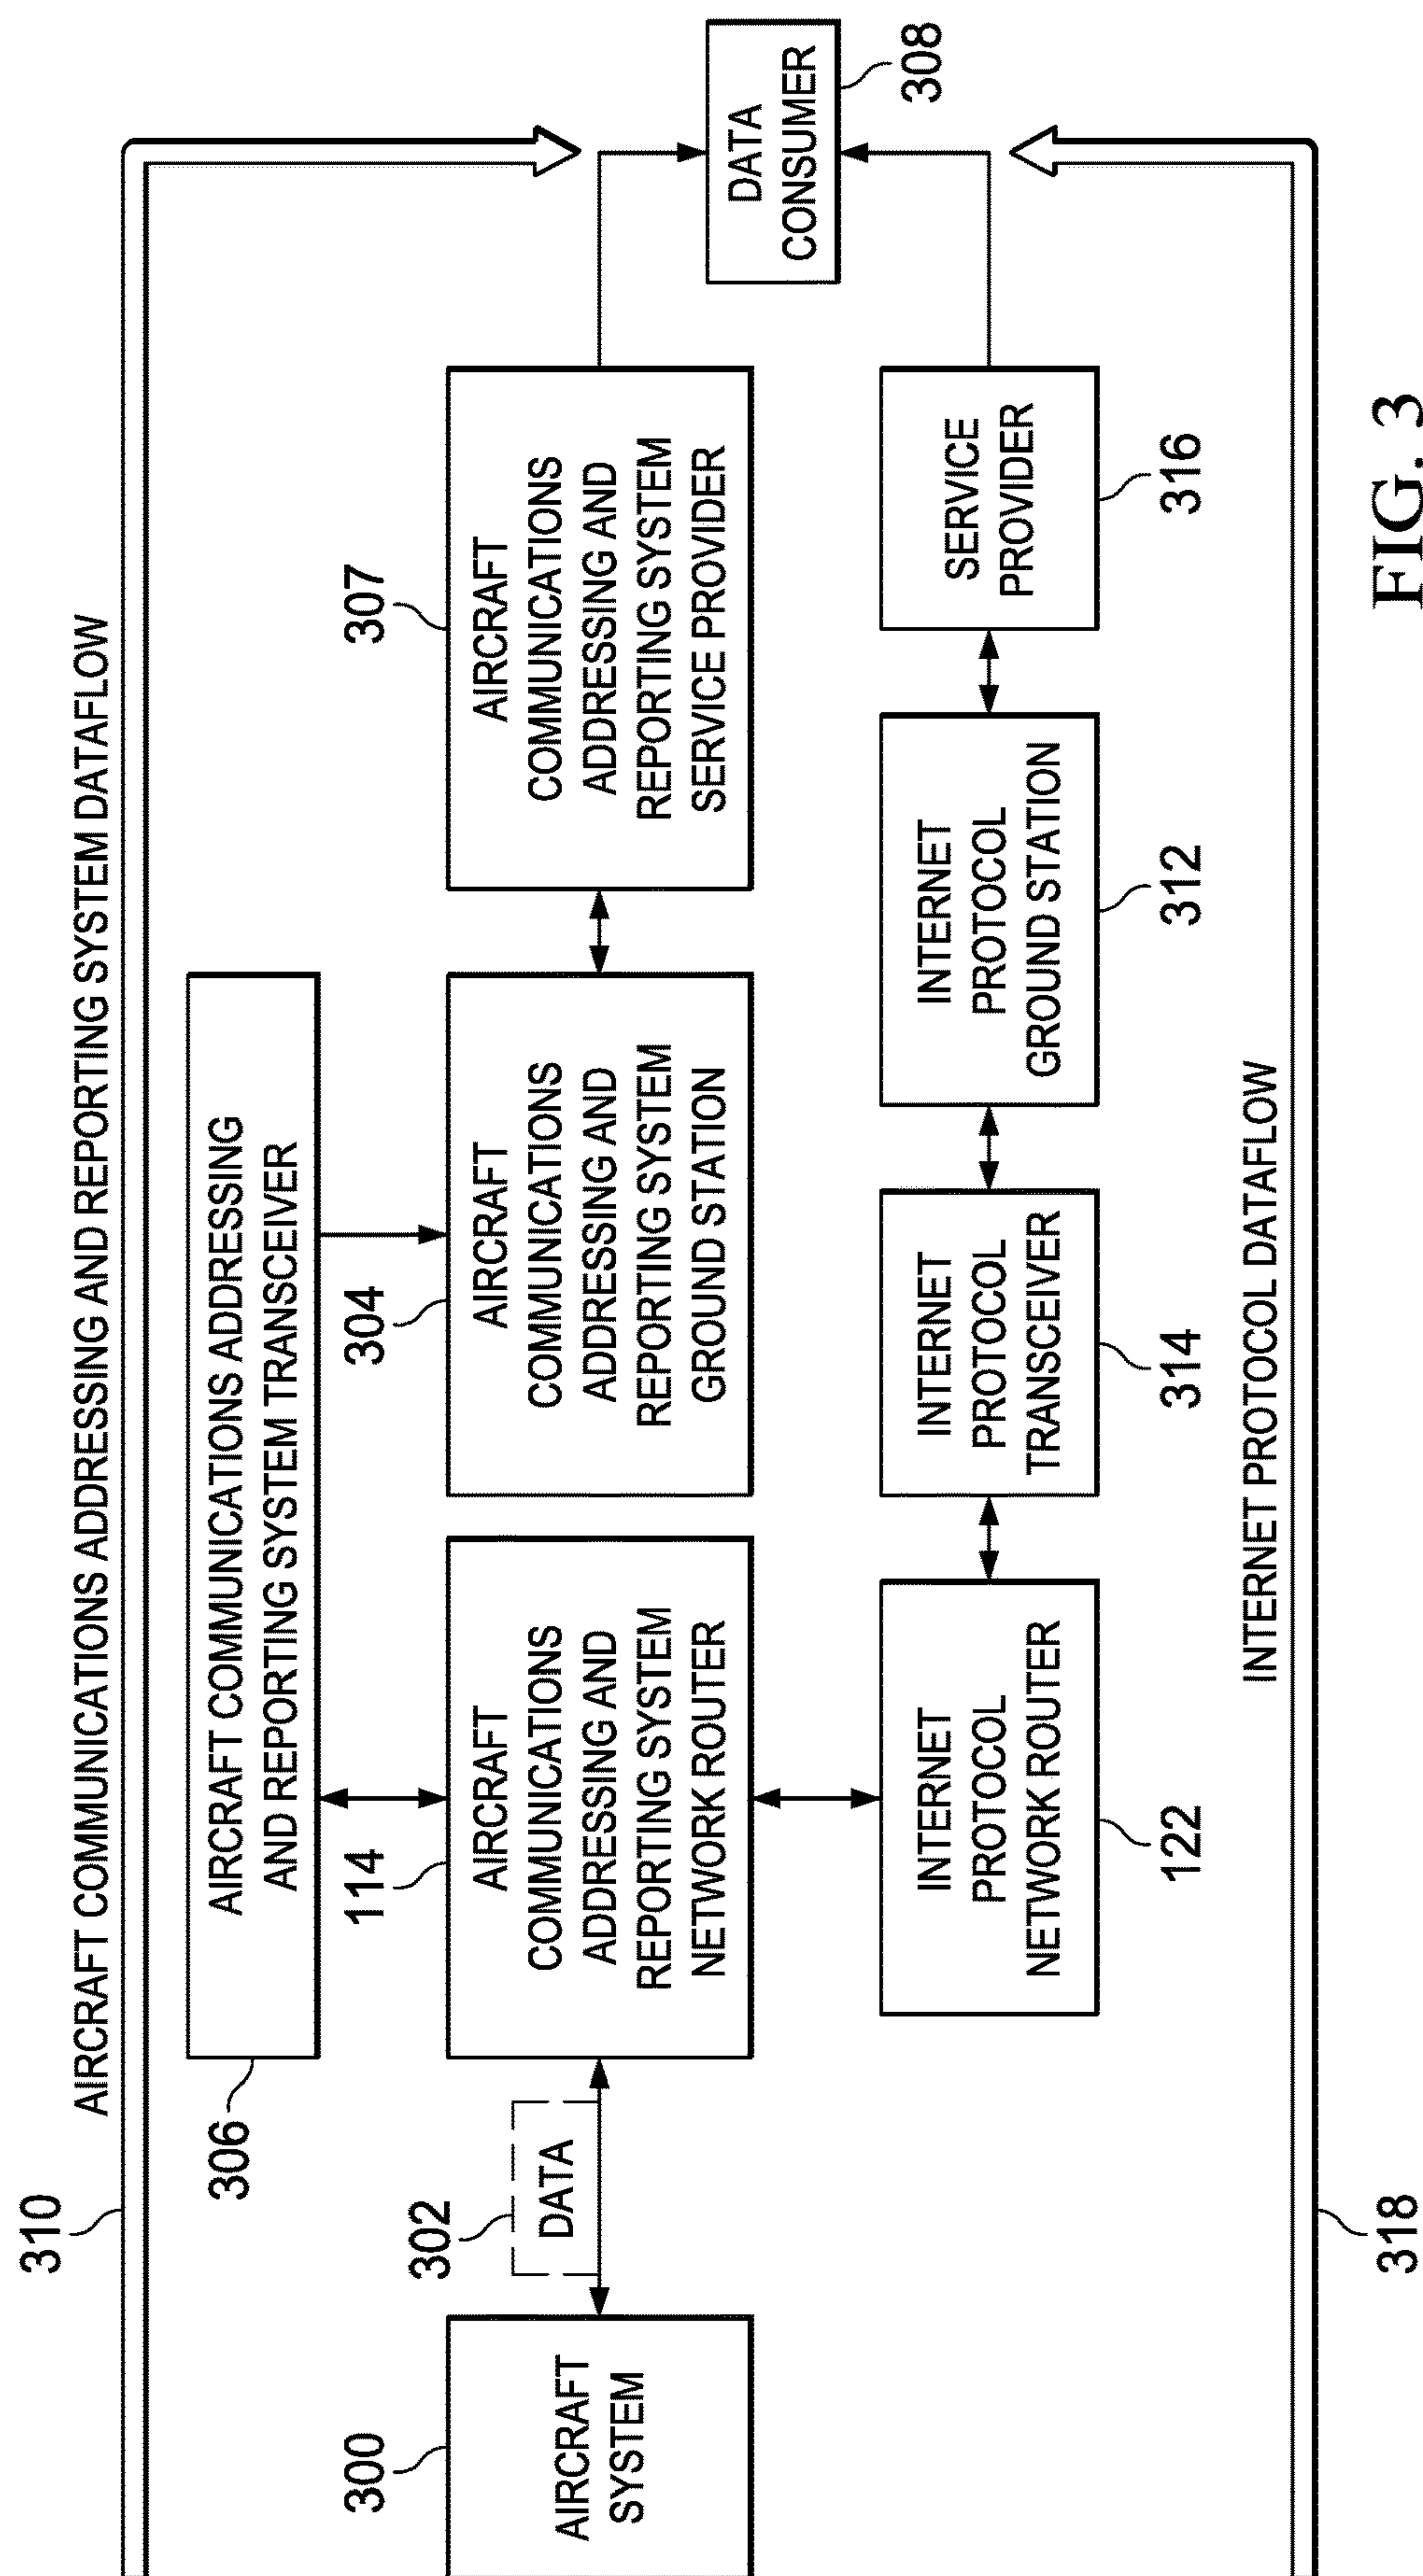 AIRCRAFT COMMUNICATIONS ADDRESSING AND REPORTING SYSTEM DATAFLOW
310
306
AIRCRAFT COMMUNICATIONS ADDRESSING
AND REPORTING SYSTEM TRANSCEIVER
300
AIRCRAFT
SYSTEM
302
DATA
114
AIRCRAFT
COMMUNICATIONS
ADDRESSING AND
REPORTING SYSTEM
NETWORK ROUTER
304
AIRCRAFT
COMMUNICATIONS
ADDRESSING AND
REPORTING SYSTEM
GROUND STATION
307
AIRCRAFT
COMMUNICATIONS
ADDRESSING AND
REPORTING SYSTEM
SERVICE PROVIDER
DATA
CONSUMER
308
INTERNET
PROTOCOL
NETWORK ROUTER
122
INTERNET
PROTOCOL
TRANSCEIVER
314
INTERNET
PROTOCOL
GROUND STATION
312
SERVICE
PROVIDER
316
INTERNET PROTOCOL DATAFLOW
318
FIG. 3